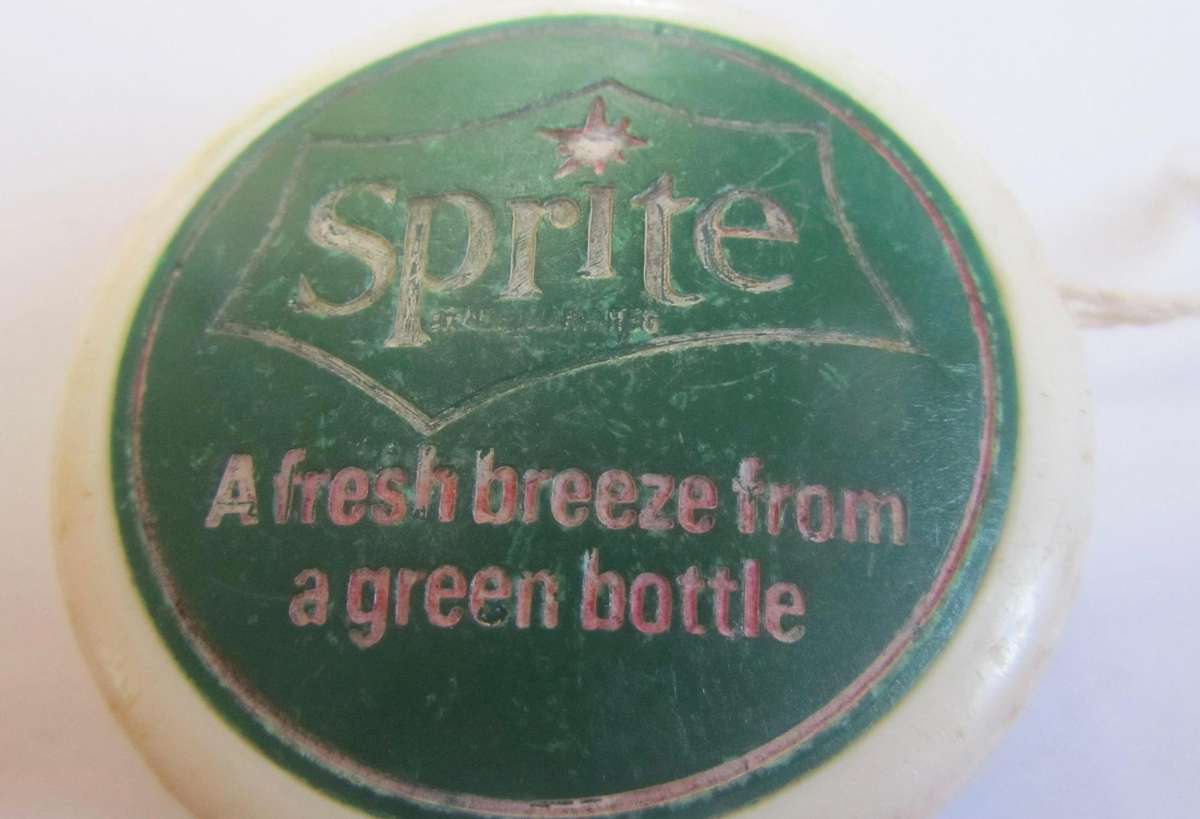 Sprite
A fresh breeze from
a green bottle